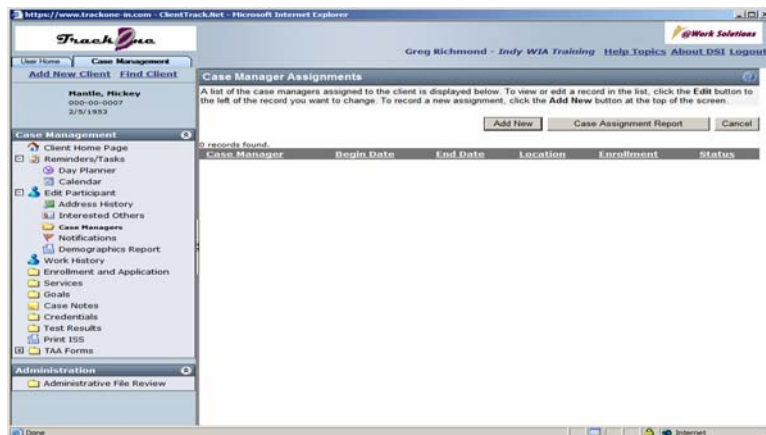 https://www.trackone-in.com - ClientTrack.Net - Microsoft Internet Explorer
Track One
@Work Solutions
Greg Richmond - Indy WIA Training Help Topics About DSI Logout
User Home Case Management
Add New Client Find Client
Mantle, Mickey
000-00-0007
2/5/1953
Case Management
Client Home Page
Reminders/Tasks
Day Planner
Calendar
Edit Participant
Address History
Interested Others
Case Managers
Notifications
Demographics Report
Work History
Enrollment and Application
Services
Goals
Case Notes
Credentials
Test Results
Print ISS
TAA Forms
Administration
Administrative File Review
Case Manager Assignments
A list of the case managers assigned to the client is displayed below. To view or edit a record in the list, click the Edit button to
the left of the record you want to change. To record a new assignment, click the Add New button at the top of the screen.
Add New Case Assignment Report Cancel
0 records found.
Case Manager Begin Date End Date Location Enrollment Status
Done Internet